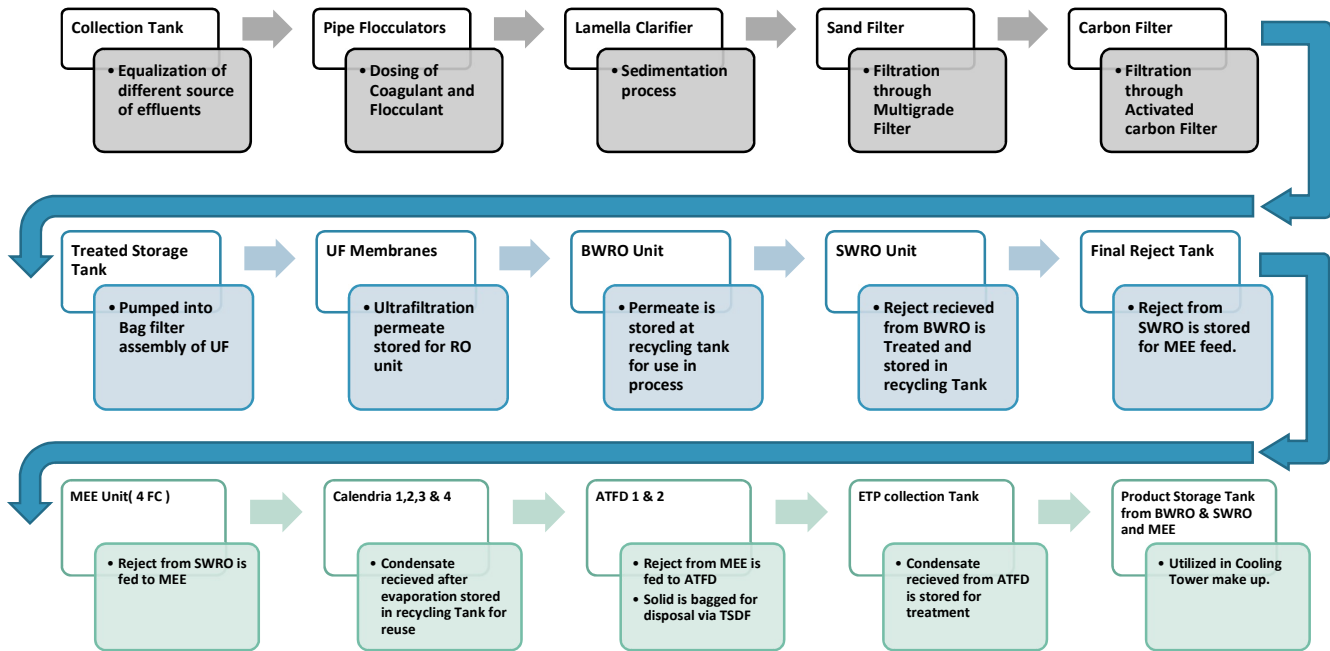 Collection Tank
• Equalization of
different source
of effluents
Pipe Flocculators
• Dosing of
Coagulant and
Flocculant
Lamella Clarifier
• Sedimentation
process
Sand Filter
• Filtration
through
Multigrade
Filter
Carbon Filter
• Filtration
through
Activated
carbon Filter
Treated Storage
Tank
• Pumped into
Bag filter
assembly of UF
UF Membranes
• Ultrafiltration
permeate
stored for RO
unit
BWRO Unit
• Permeate is
stored at
recycling tank
for use in
process
SWRO Unit
• Reject recieved
from BWRO is
Treated and
stored in
recycling Tank
Final Reject Tank
• Reject from
SWRO is stored
for MEE feed.
MEE Unit( 4 FC )
• Reject from SWRO is
fed to MEE
Calendria 1,2,3 & 4
• Condensate
recieved after
evaporation stored
in recycling Tank for
reuse
ATFD 1 & 2
• Reject from MEE is
fed to ATFD
• Solid is bagged for
disposal via TSDF
ETP collection Tank
• Condensate
recieved from ATFD
is stored for
treatment
Product Storage Tank
from BWRO & SWRO
and MEE
• Utilized in Cooling
Tower make up.